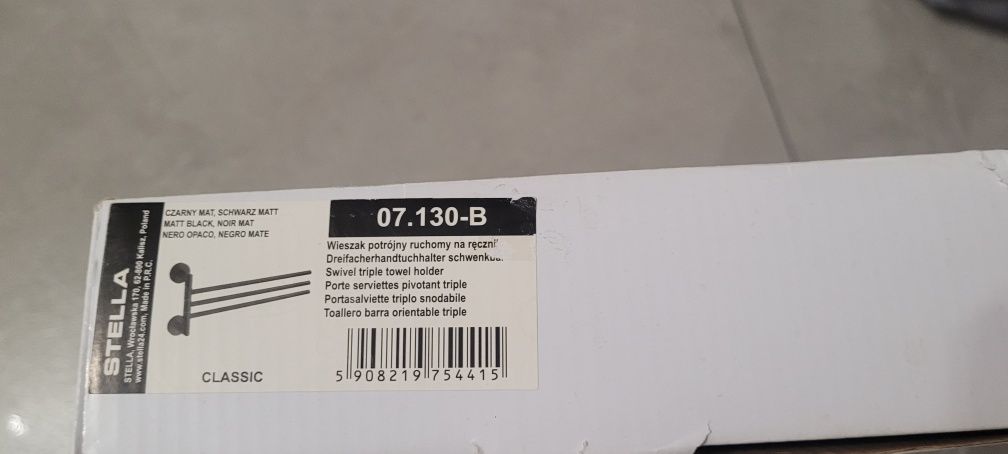 STELLA
STELLA, Wrocławska 170, 62-800 Kalisz, Poland
www.stella24.com, Made in P.R.C.
CZARNY MAT, SCHWARZ MATT
MATT BLACK, NOIR MAT
NERO OPACO, NEGRO MATE
CLASSIC
07.130-B
Wieszak potrójny ruchomy na
Dreifacherhandtuchhalter
Swivel triple towel holder
Porte serviettes pivotant triple
Portasalviette triplo snodabile
Toallero barra orientable triple
5 908219 754415